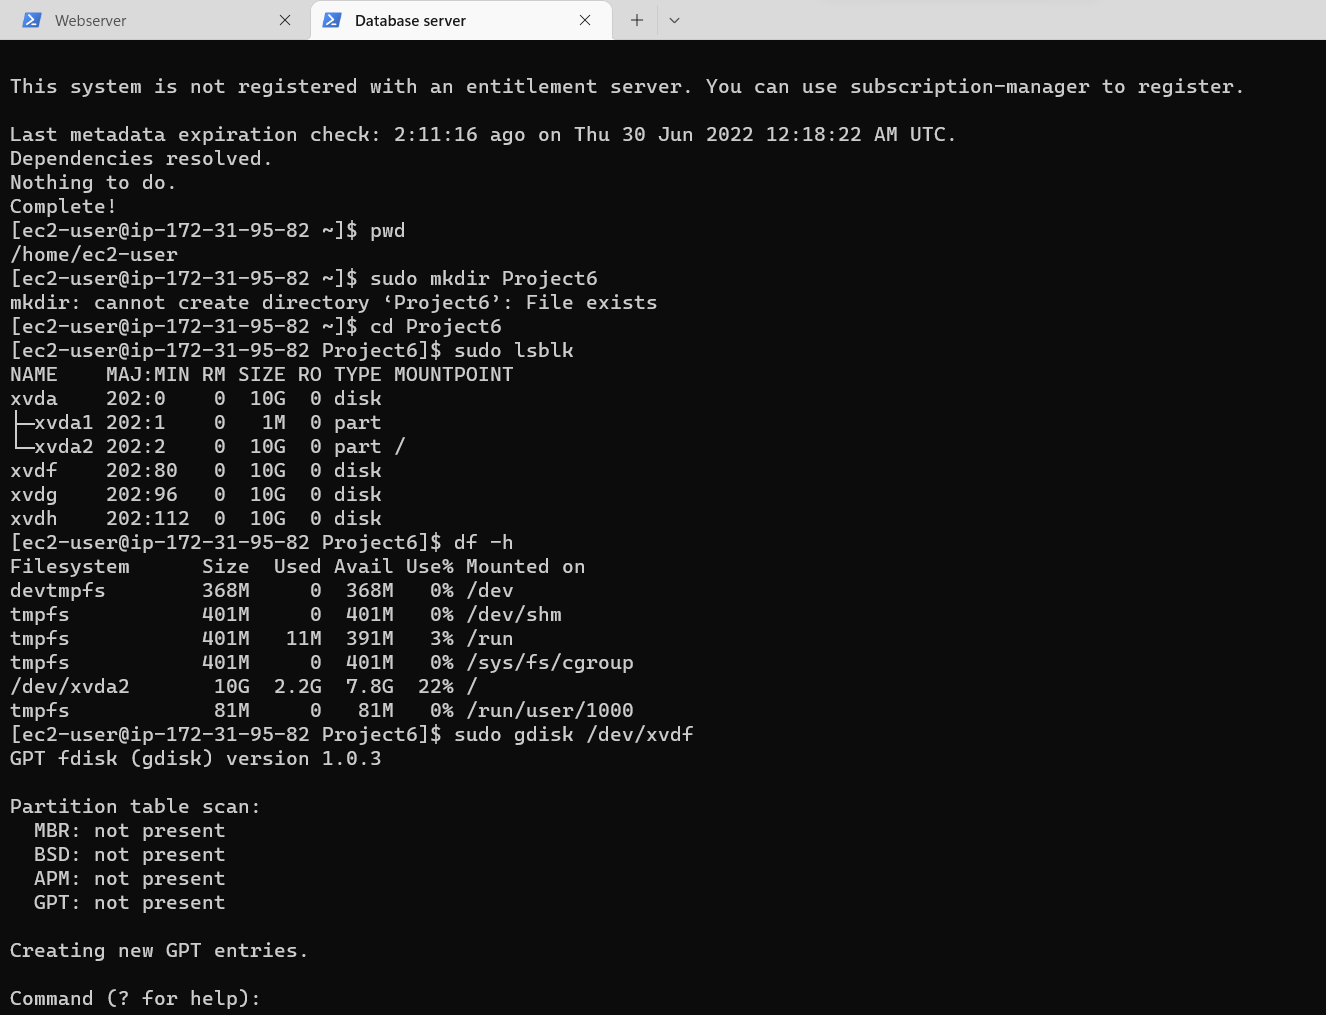 Webserver
Database server
This system is not registered with an entitlement server. You can use subscription-manager to register.
Last metadata expiration check: 2:11:16 ago on Thu 30 Jun 2022 12:18:22 AM UTC.
Dependencies resolved.
Nothing to do.
Complete!
[ec2-user@ip-172-31-95-82 ~]$ pwd
/home/ec2-user
[ec2-user@ip-172-31-95-82 ~]$ sudo mkdir Project6
mkdir: cannot create directory ‘Project6’: File exists
[ec2-user@ip-172-31-95-82 ~]$ cd Project6
[ec2-user@ip-172-31-95-82 Project6]$ sudo lsblk
NAME    MAJ:MIN RM SIZE RO TYPE MOUNTPOINT
xvda    202:0    0  10G  0 disk
├─xvda1 202:1    0   1M  0 part
└─xvda2 202:2    0  10G  0 part /
xvdf    202:80   0  10G  0 disk
xvdg    202:96   0  10G  0 disk
xvdh    202:112  0  10G  0 disk
[ec2-user@ip-172-31-95-82 Project6]$ df -h
Filesystem      Size  Used Avail Use% Mounted on
devtmpfs        368M     0  368M   0% /dev
tmpfs           401M     0  401M   0% /dev/shm
tmpfs           401M   11M  391M   3% /run
tmpfs           401M     0  401M   0% /sys/fs/cgroup
/dev/xvda2       10G  2.2G  7.8G  22% /
tmpfs            81M     0   81M   0% /run/user/1000
[ec2-user@ip-172-31-95-82 Project6]$ sudo gdisk /dev/xvdf
GPT fdisk (gdisk) version 1.0.3
Partition table scan:
  MBR: not present
  BSD: not present
  APM: not present
  GPT: not present
Creating new GPT entries.
Command (? for help):